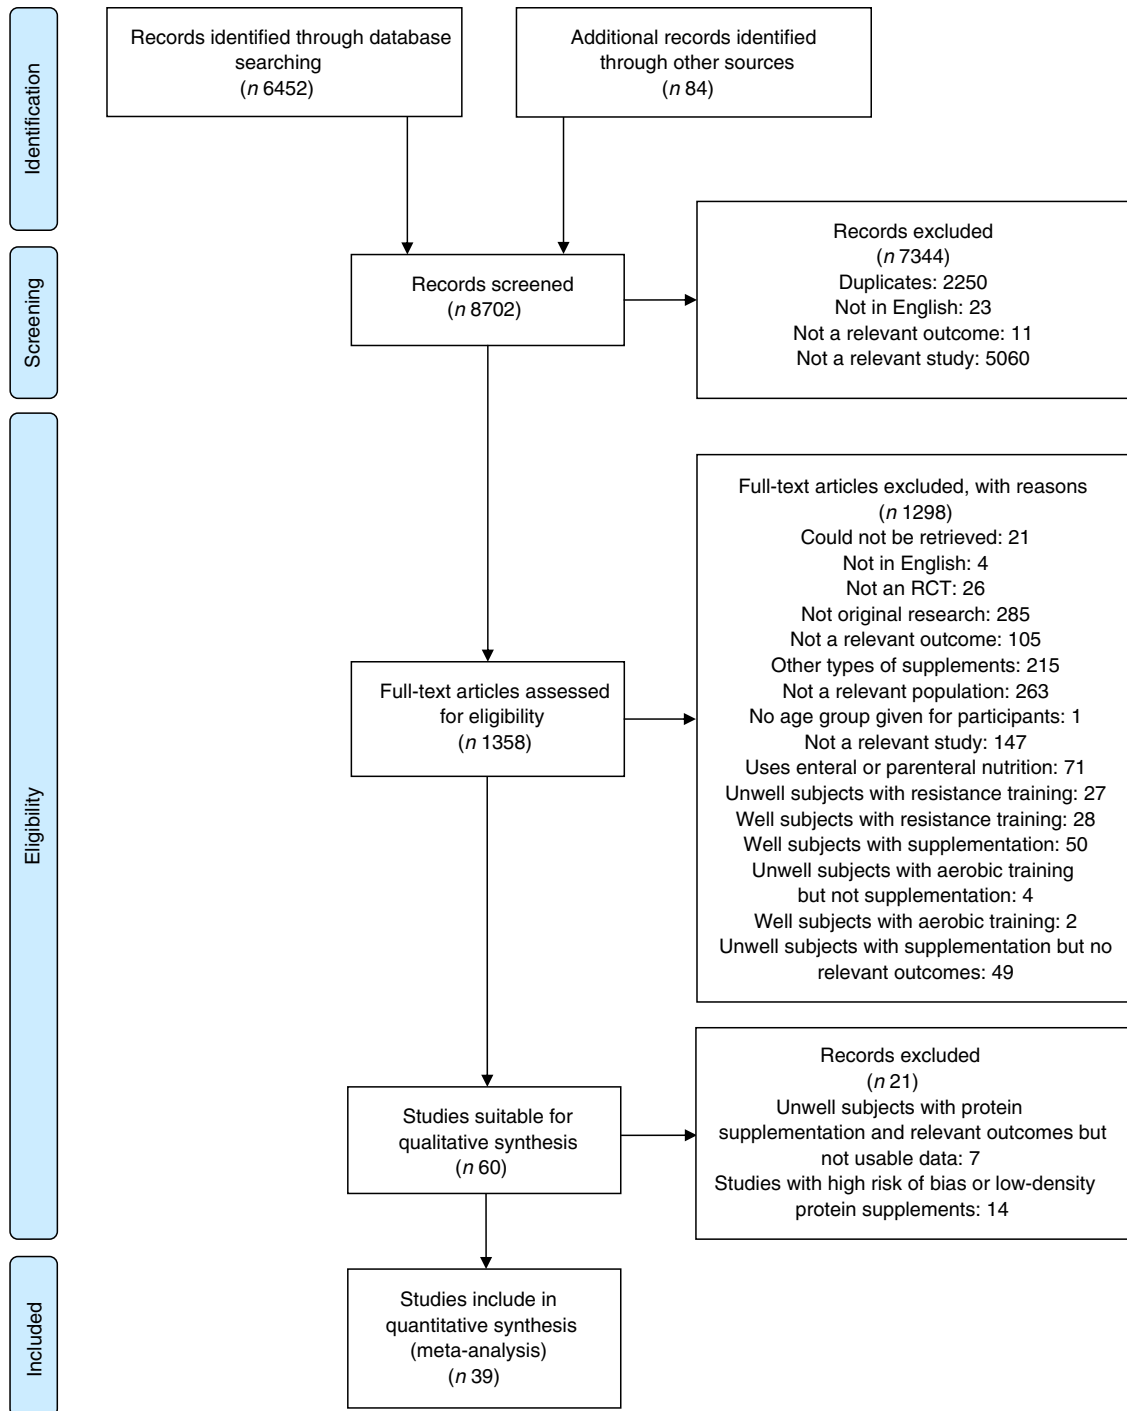 Identification
Records identified through database
searching
(n 6452)
Additional records identified
through other sources
(n 84)
Screening
Records screened
(n 8702)
Records excluded
(n 7344)
Duplicates: 2250
Not in English: 23
Not a relevant outcome: 11
Not a relevant study: 5060
Eligibility
Full-text articles assessed
for eligibility
(n 1358)
Full-text articles excluded, with reasons
(n 1298)
Could not be retrieved: 21
Not in English: 4
Not an RCT: 26
Not original research: 285
Not a relevant outcome: 105
Other types of supplements: 215
Not a relevant population: 263
No age group given for participants: 1
Not a relevant study: 147
Uses enteral or parenteral nutrition: 71
Unwell subjects with resistance training: 27
Well subjects with resistance training: 28
Well subjects with supplementation: 50
Unwell subjects with aerobic training
but not supplementation: 4
Well subjects with aerobic training: 2
Unwell subjects with supplementation but no
relevant outcomes: 49
Studies suitable for
qualitative synthesis
(n 60)
Records excluded
(n 21)
Unwell subjects with protein
supplementation and relevant outcomes but
not usable data: 7
Studies with high risk of bias or low-density
protein supplements: 14
Included
Studies include in
quantitative synthesis
(meta-analysis)
(n 39)